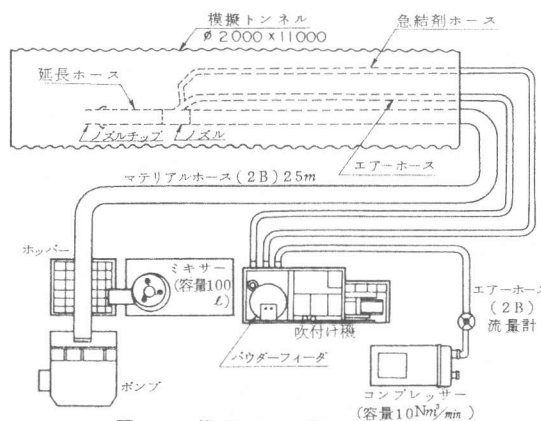 模擬トンネル
ø2000×11000
急結剤ホース
延長ホース
ノズルチップ
ノズル
エアーホース
マテリアルホース(2B)25m
ホッパー
ミキサー
(容量100
ℓ)
エアーホース
(2B)
流量計
吹付け機
パウダーフィーダ
ポンプ
コンプレッサー
(容量10Nm³/min)